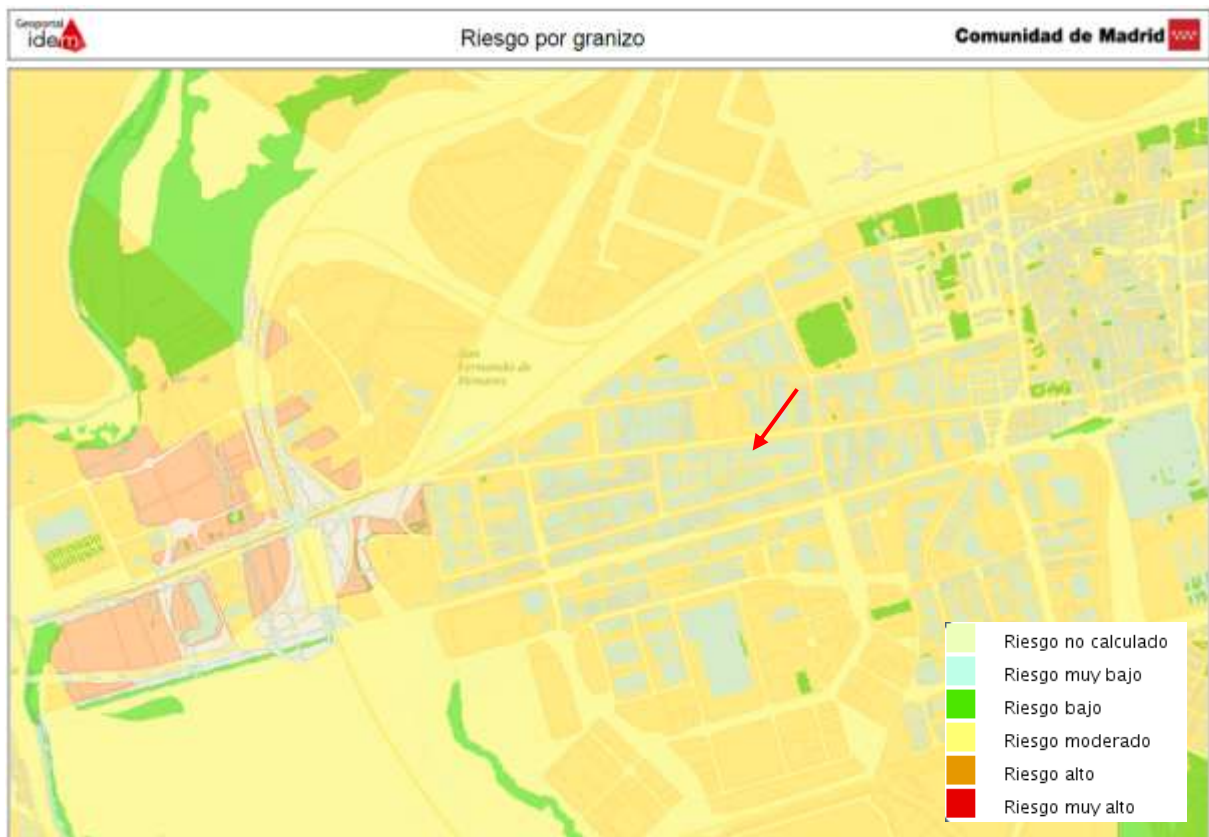 Geoportal
idem
Riesgo por granizo
Comunidad de Madrid
San
Fernando de
Henares
Riesgo no calculado
Riesgo muy bajo
Riesgo bajo
Riesgo moderado
Riesgo alto
Riesgo muy alto